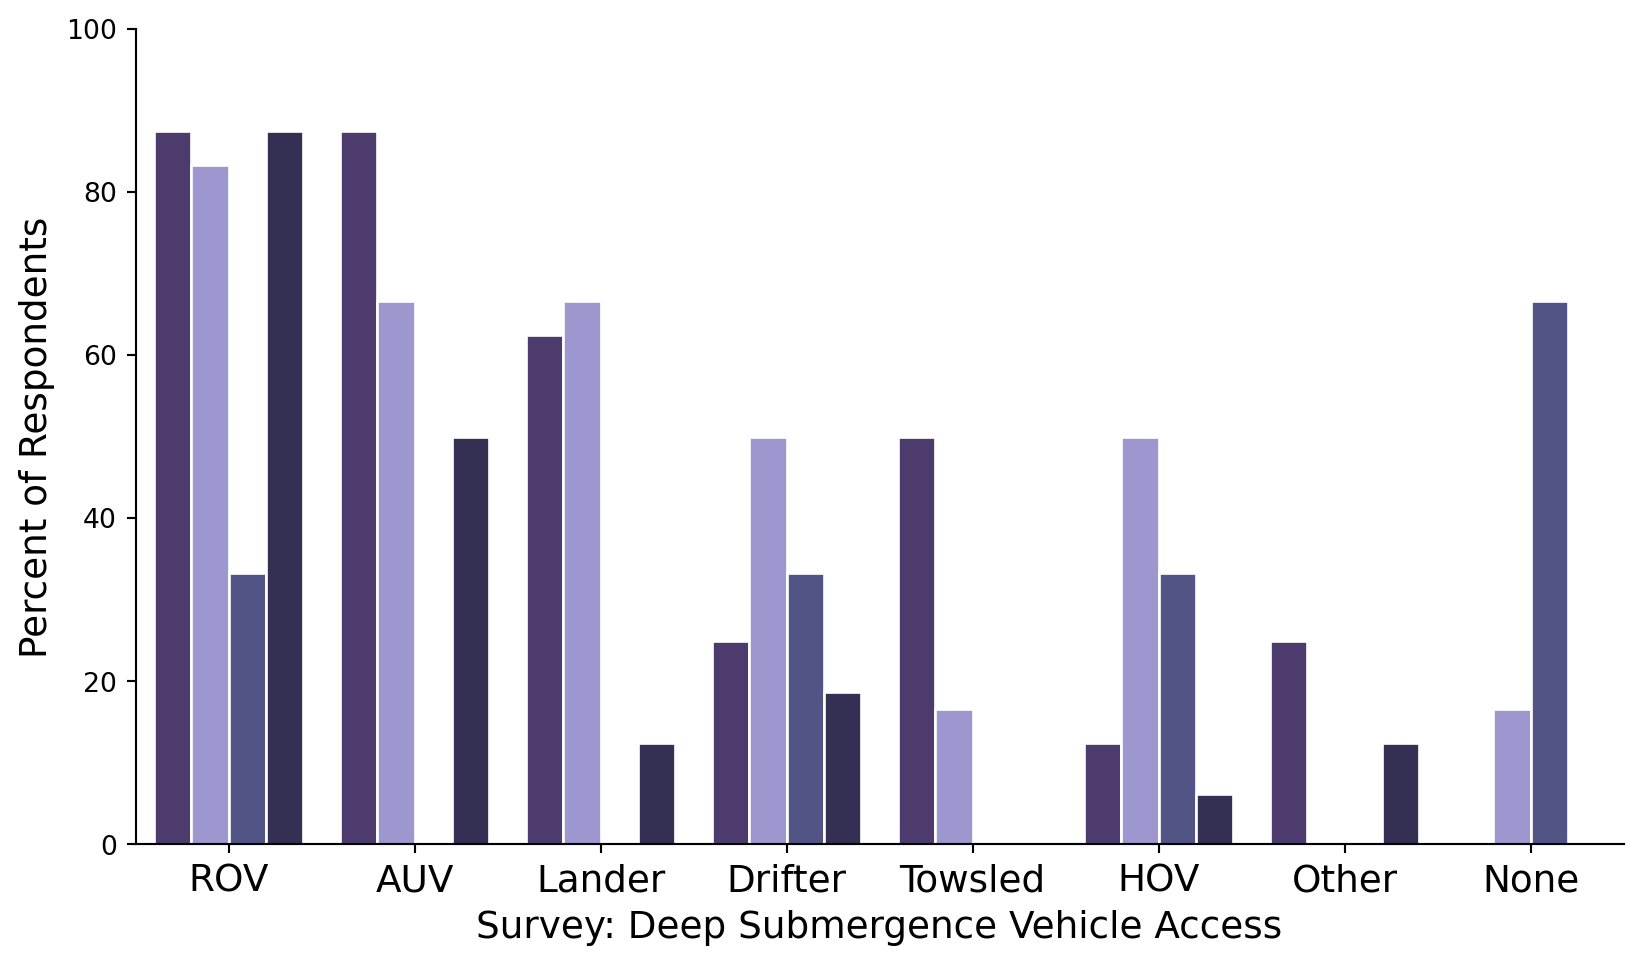 100
80
60
40
20
0
Percent of Respondents
ROV AUV Lander Drifter Towsled HOV Other None
Survey: Deep Submergence Vehicle Access